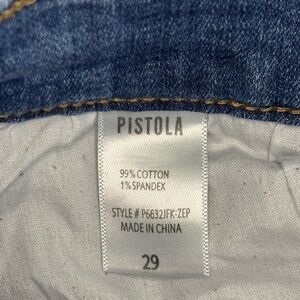 PISTOLA
99% COTTON
1% SPANDEX
STYLE # P6632JFK-ZEP
MADE IN CHINA
29